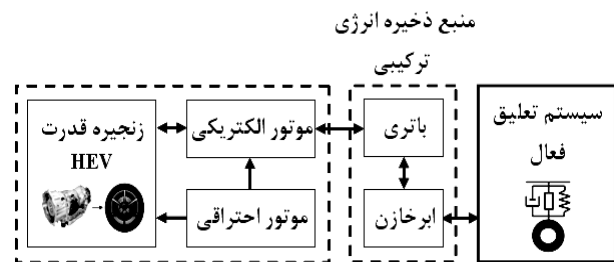 منبع ذخیره انرژی
ترکیبی
سیستم تعلیق
فعال
باتری
ابرخازن
موتور الکتریکی
موتور احتراقی
زنجیره قدرت
HEV